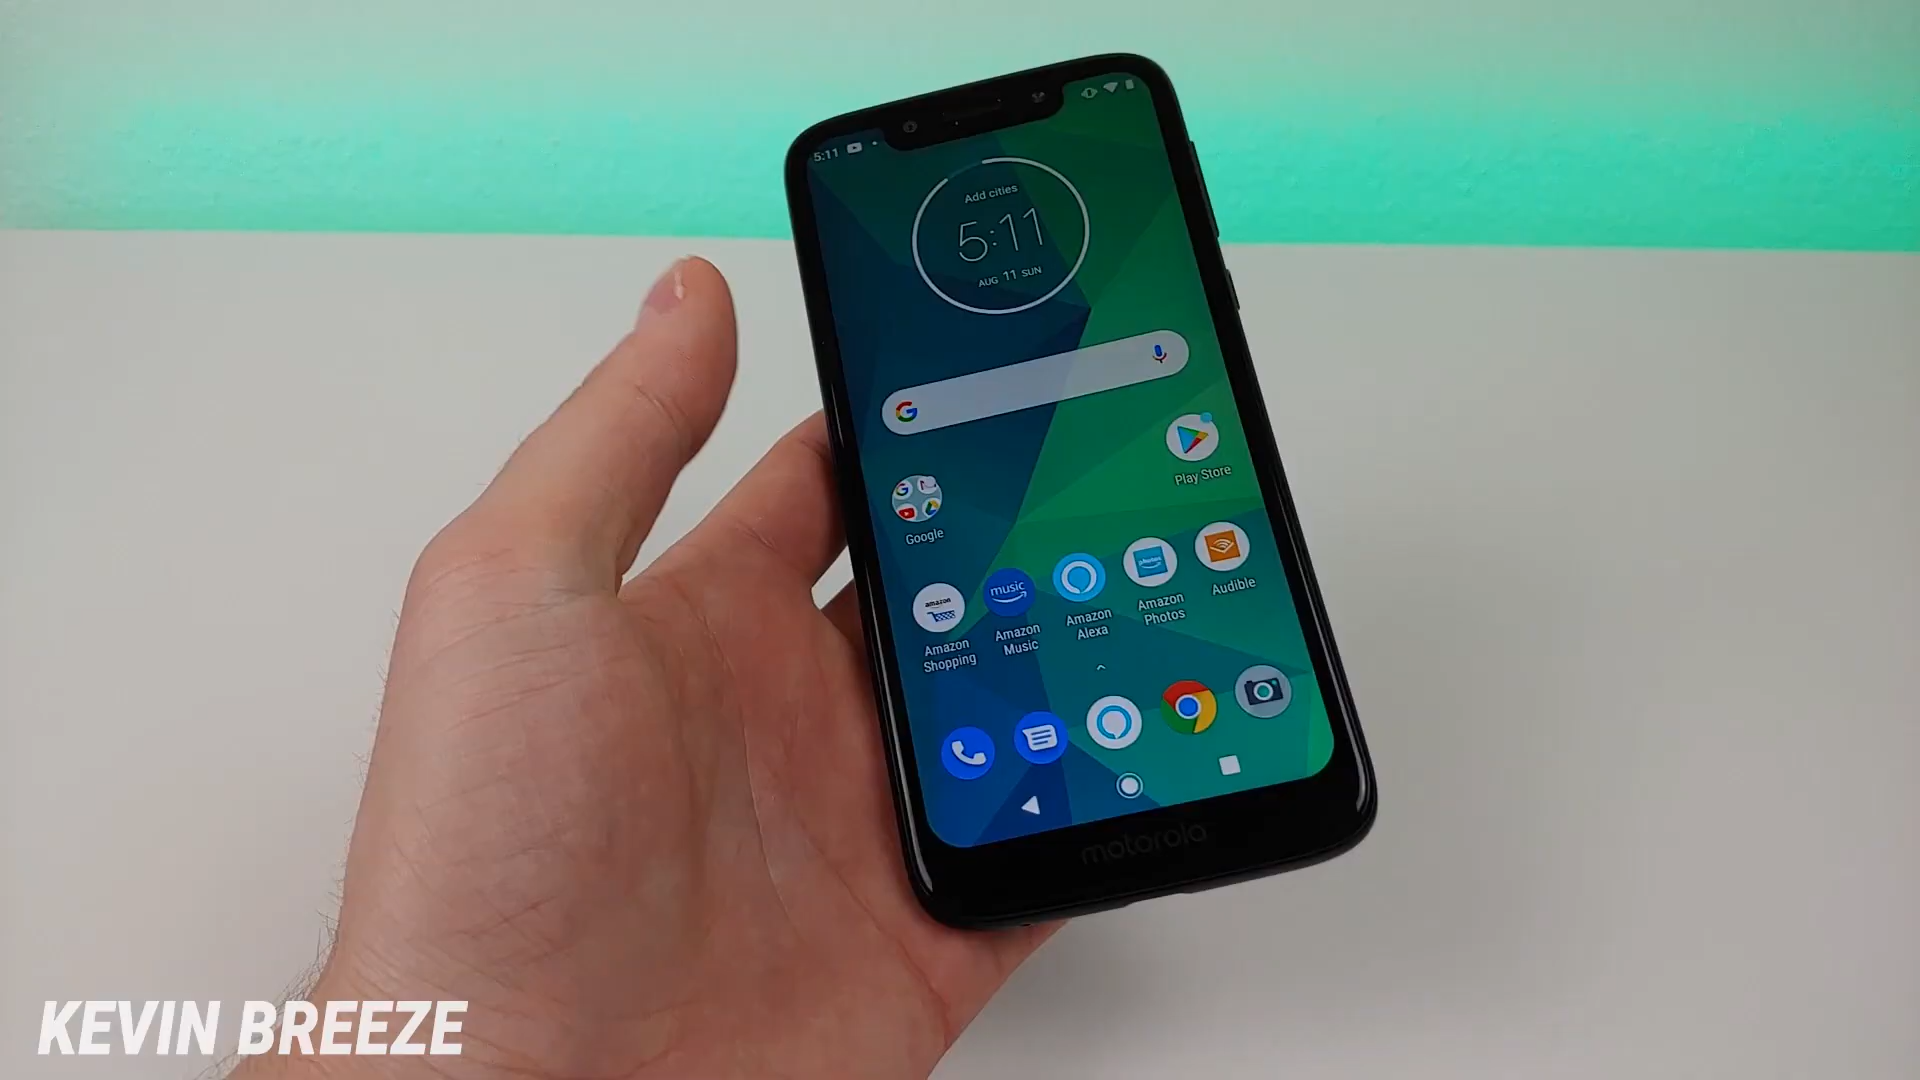 5:11
Add cities
5:11
AUG 11 SUN
G
Play Store
Google
amazon
music
photos
Amazon Shopping
Amazon Music
Amazon Alexa
Amazon Photos
Audible
motorola
KEVIN BREEZE